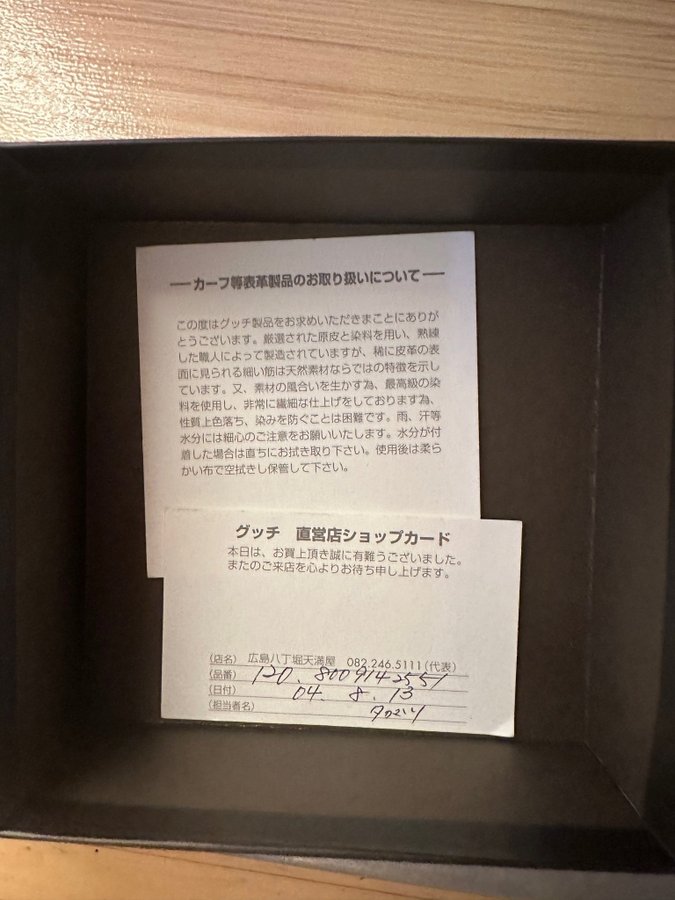 ― カーフ等表革製品のお取り扱いについて ―
この度はグッチ製品をお求めいただきまことにありが
とうございます。厳選された原皮と染料を用い、熟練
した職人によって製造されていますが、稀に皮革の表
面に見られる細い筋は天然素材ならではの特徴を示し
ています。又、素材の風合いを生かす為、最高級の染
料を使用し、非常に繊細な仕上げをしております為、
性質上色落ち、染みを防ぐことは困難です。雨、汗等
水分には細心のご注意をお願いいたします。水分が付
着した場合は直ちにお拭き取り下さい。使用後は柔ら
かい布で空拭きし保管して下さい。
グッチ 直営店ショップカード
本日は、お買上頂き誠に有難うございました。
またのご来店を心よりお待ち申し上げます。
(店名) 広島八丁堀天満屋 082.246.5111(代表)
(品番) 120. 8009142551
(日付) 04. 8. 13
(担当者名)